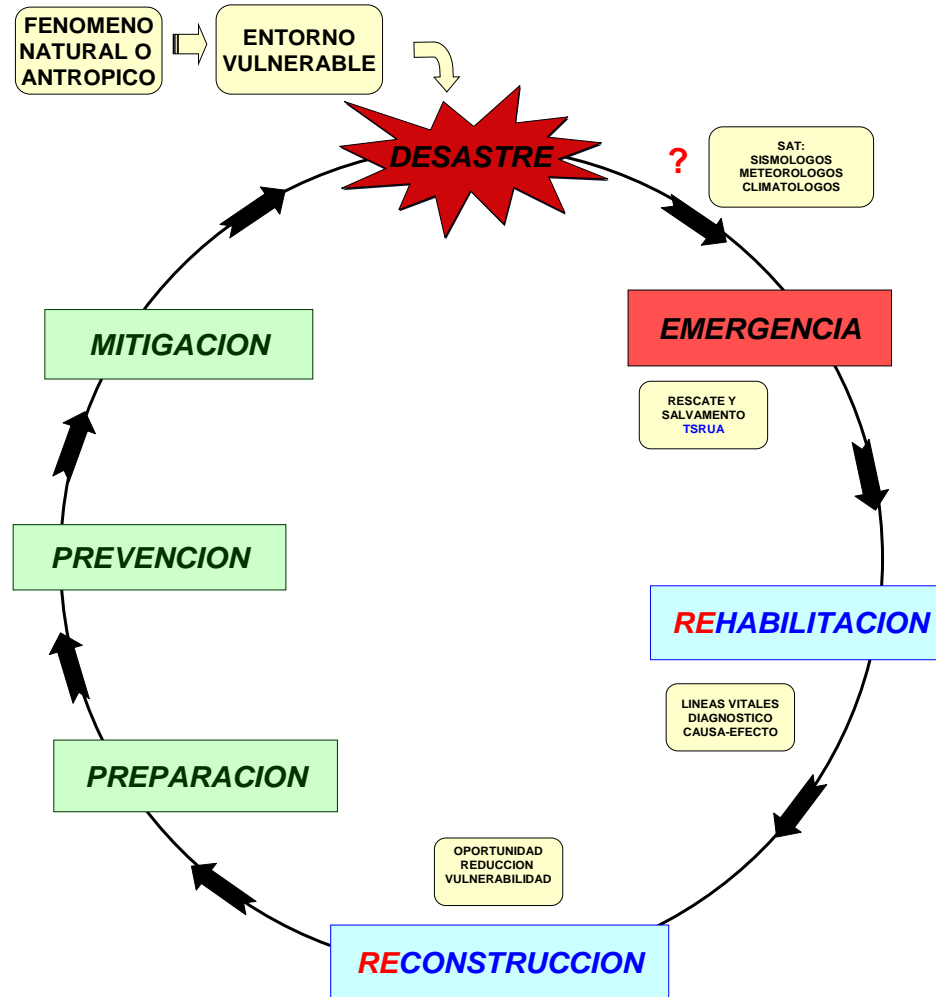 FENOMENO
NATURAL O
ANTROPICO
ENTORNO
VULNERABLE
DESASTRE
?
SAT:
SISMOLOGOS
METEOROLOGOS
CLIMATOLOGOS
EMERGENCIA
RESCATE Y
SALVAMENTO
TSRUA
REHABILITACION
LINEAS VITALES
DIAGNOSTICO
CAUSA-EFECTO
OPORTUNIDAD
REDUCCION
VULNERABILIDAD
RECONSTRUCCION
PREPARACION
PREVENCION
MITIGACION